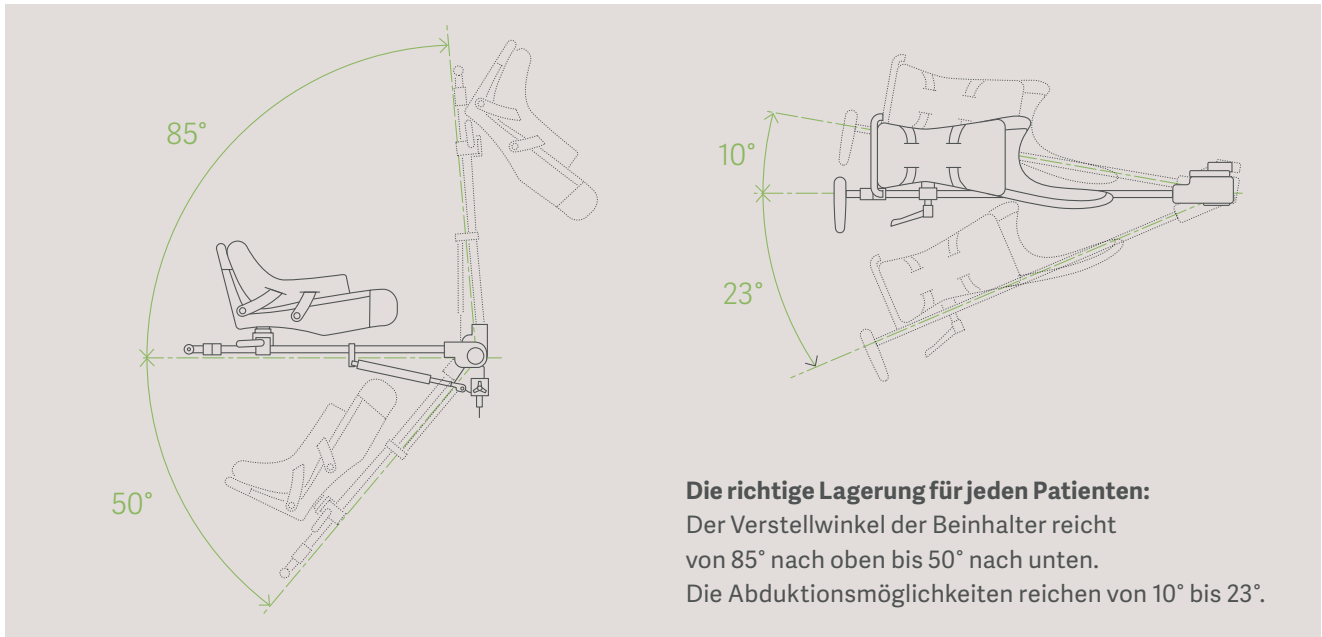 85°
50°
10°
23°
Die richtige Lagerung für jeden Patienten:
Der Verstellwinkel der Beinhalter reicht
von 85° nach oben bis 50° nach unten.
Die Abduktionsmöglichkeiten reichen von 10° bis 23°.